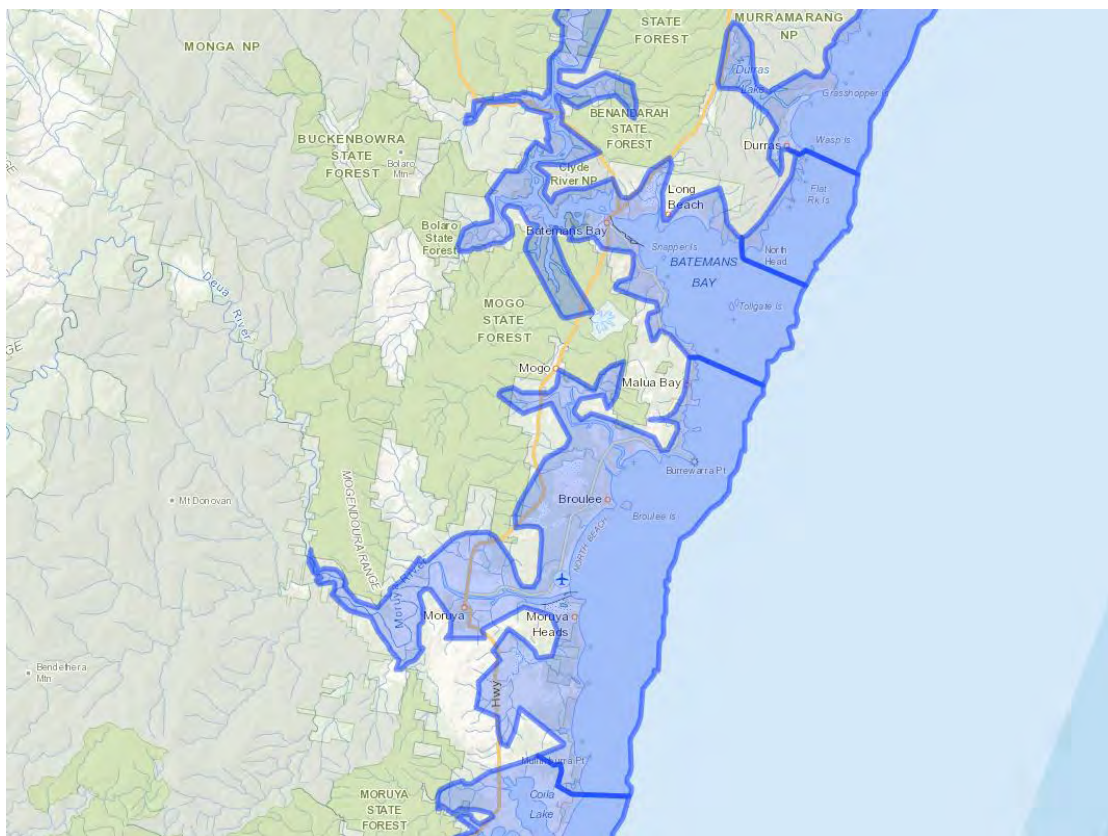 STATE
FOREST
MURRAMARANG
NP
MONGA NP
Durras
Lake
Grasshopper Is
BENANDARAH
STATE
FOREST
BUCKENBOWRA
STATE
FOREST
Bolaro
Mtn
Wasp Is
Durras
Clyde
River NP
Long
Beach
Flat
Rk Is
Bolaro
State
Forest
Batemans Bay
Snapper Is
North
Head
BATEMANS
BAY
Deua River
Tollgate Is
MOGO
STATE
FOREST
Mogo
Malua Bay
Burrewarra Pt
MOGENDOURA RANGE
Mt Donovan
Broulee
Broulee Is
NORTH BEACH
Moruya River
Moruya
Moruya
Heads
Bendethera
Mtn
Hwy
MORUYA
STATE
FOREST
Coila
Lake